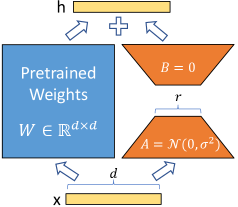 h
Pretrained
Weights
W ∈ ℝ^{d×d}
B = 0
r
A = 𝒩(0, σ²)
d
x